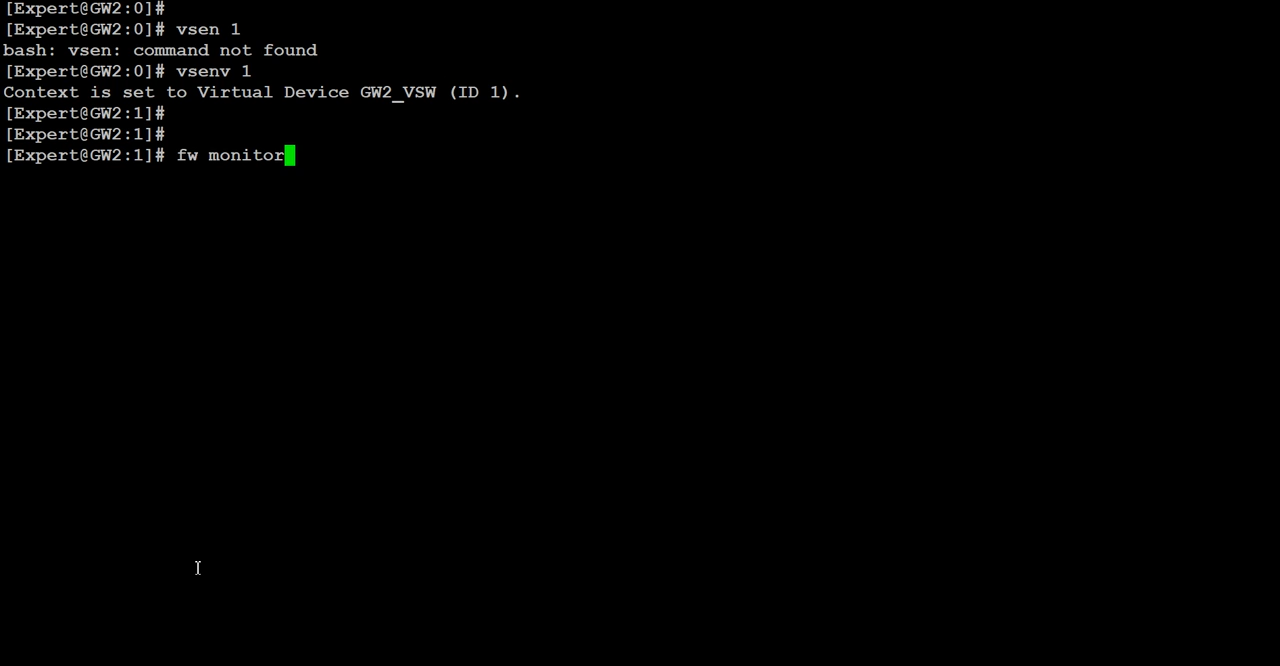 [Expert@GW2:0]#
[Expert@GW2:0]# vsen 1
bash: vsen: command not found
[Expert@GW2:0]# vsenv 1
Context is set to Virtual Device GW2_VSW (ID 1).
[Expert@GW2:1]#
[Expert@GW2:1]#
[Expert@GW2:1]# fw monitor